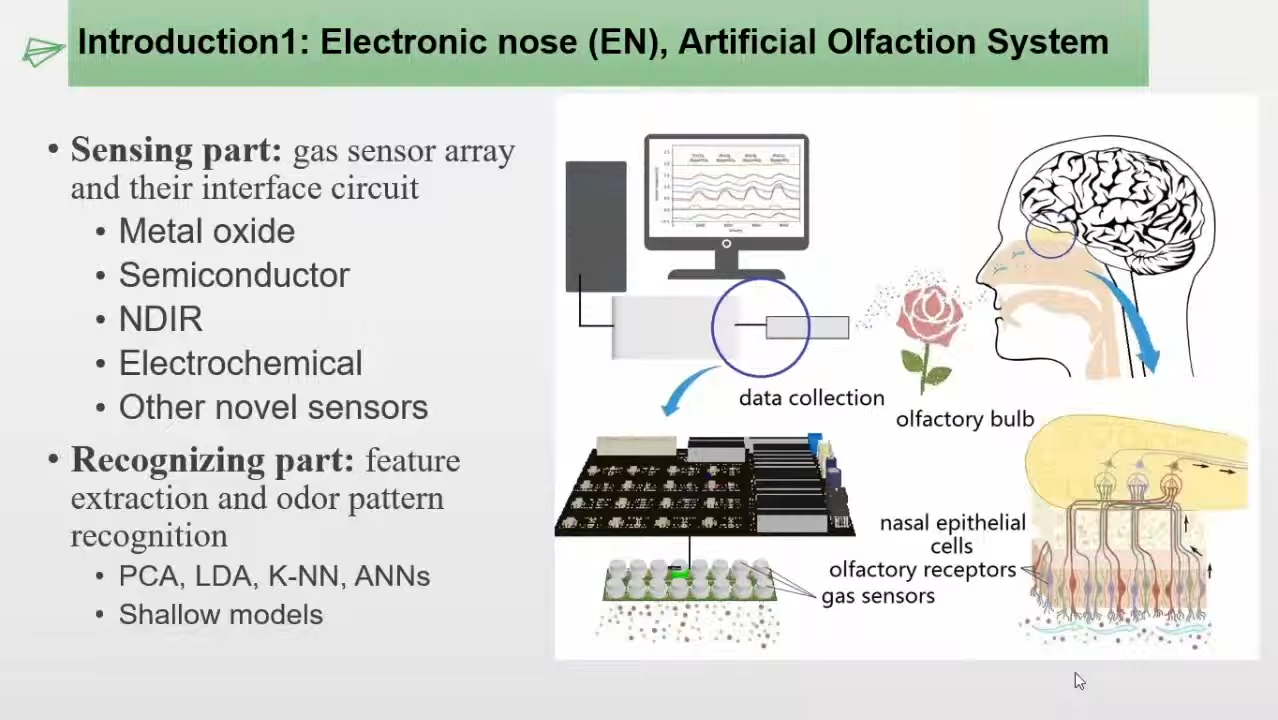 Introduction1: Electronic nose (EN), Artificial Olfaction System
• Sensing part: gas sensor array
and their interface circuit
• Metal oxide
• Semiconductor
• NDIR
• Electrochemical
• Other novel sensors
• Recognizing part: feature
extraction and odor pattern
recognition
• PCA, LDA, K-NN, ANNs
• Shallow models
data collection
olfactory bulb
nasal epithelial
cells
olfactory receptors
gas sensors